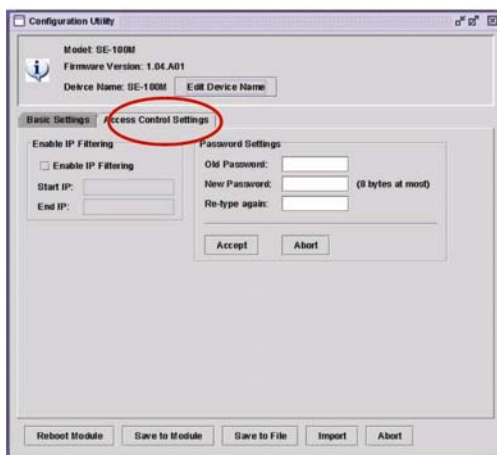 Configuration Utility
Model: SE-100M
Firmware Version: 1.04.A01
Deivce Name: SE-100M
Edit Device Name
Basic Settings
Access Control Settings
Enable IP Filtering
Enable IP Filtering
Start IP:
End IP:
Password Settings
Old Password:
New Password:
(8 bytes at most)
Re-type again:
Accept
Abort
Reboot Module
Save to Module
Save to File
Import
Abort